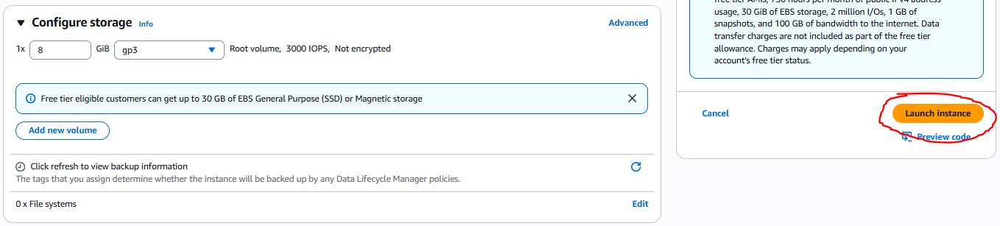 Configure storage Info
Advanced
1x 8 GiB gp3 Root volume, 3000 IOPS, Not encrypted
Free tier eligible customers can get up to 30 GB of EBS General Purpose (SSD) or Magnetic storage
Add new volume
Click refresh to view backup information
The tags that you assign determine whether the instance will be backed up by any Data Lifecycle Manager policies.
0 x File systems
Edit
usage, 30 GiB of EBS storage, 2 million I/Os, 1 GB of
snapshots, and 100 GB of bandwidth to the internet. Data
transfer charges are not included as part of the free tier
allowance. Charges may apply depending on your
account's free tier status.
Cancel
Launch instance
Preview code